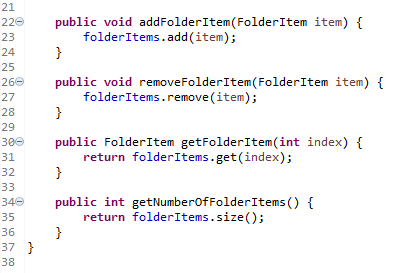 21
22 public void addFolderItem(FolderItem item) {
23 folderItems.add(item);
24 }
25
26 public void removeFolderItem(FolderItem item) {
27 folderItems.remove(item);
28 }
29
30 public FolderItem getFolderItem(int index) {
31 return folderItems.get(index);
32 }
33
34 public int getNumberOfFolderItems() {
35 return folderItems.size();
36 }
37 }
38